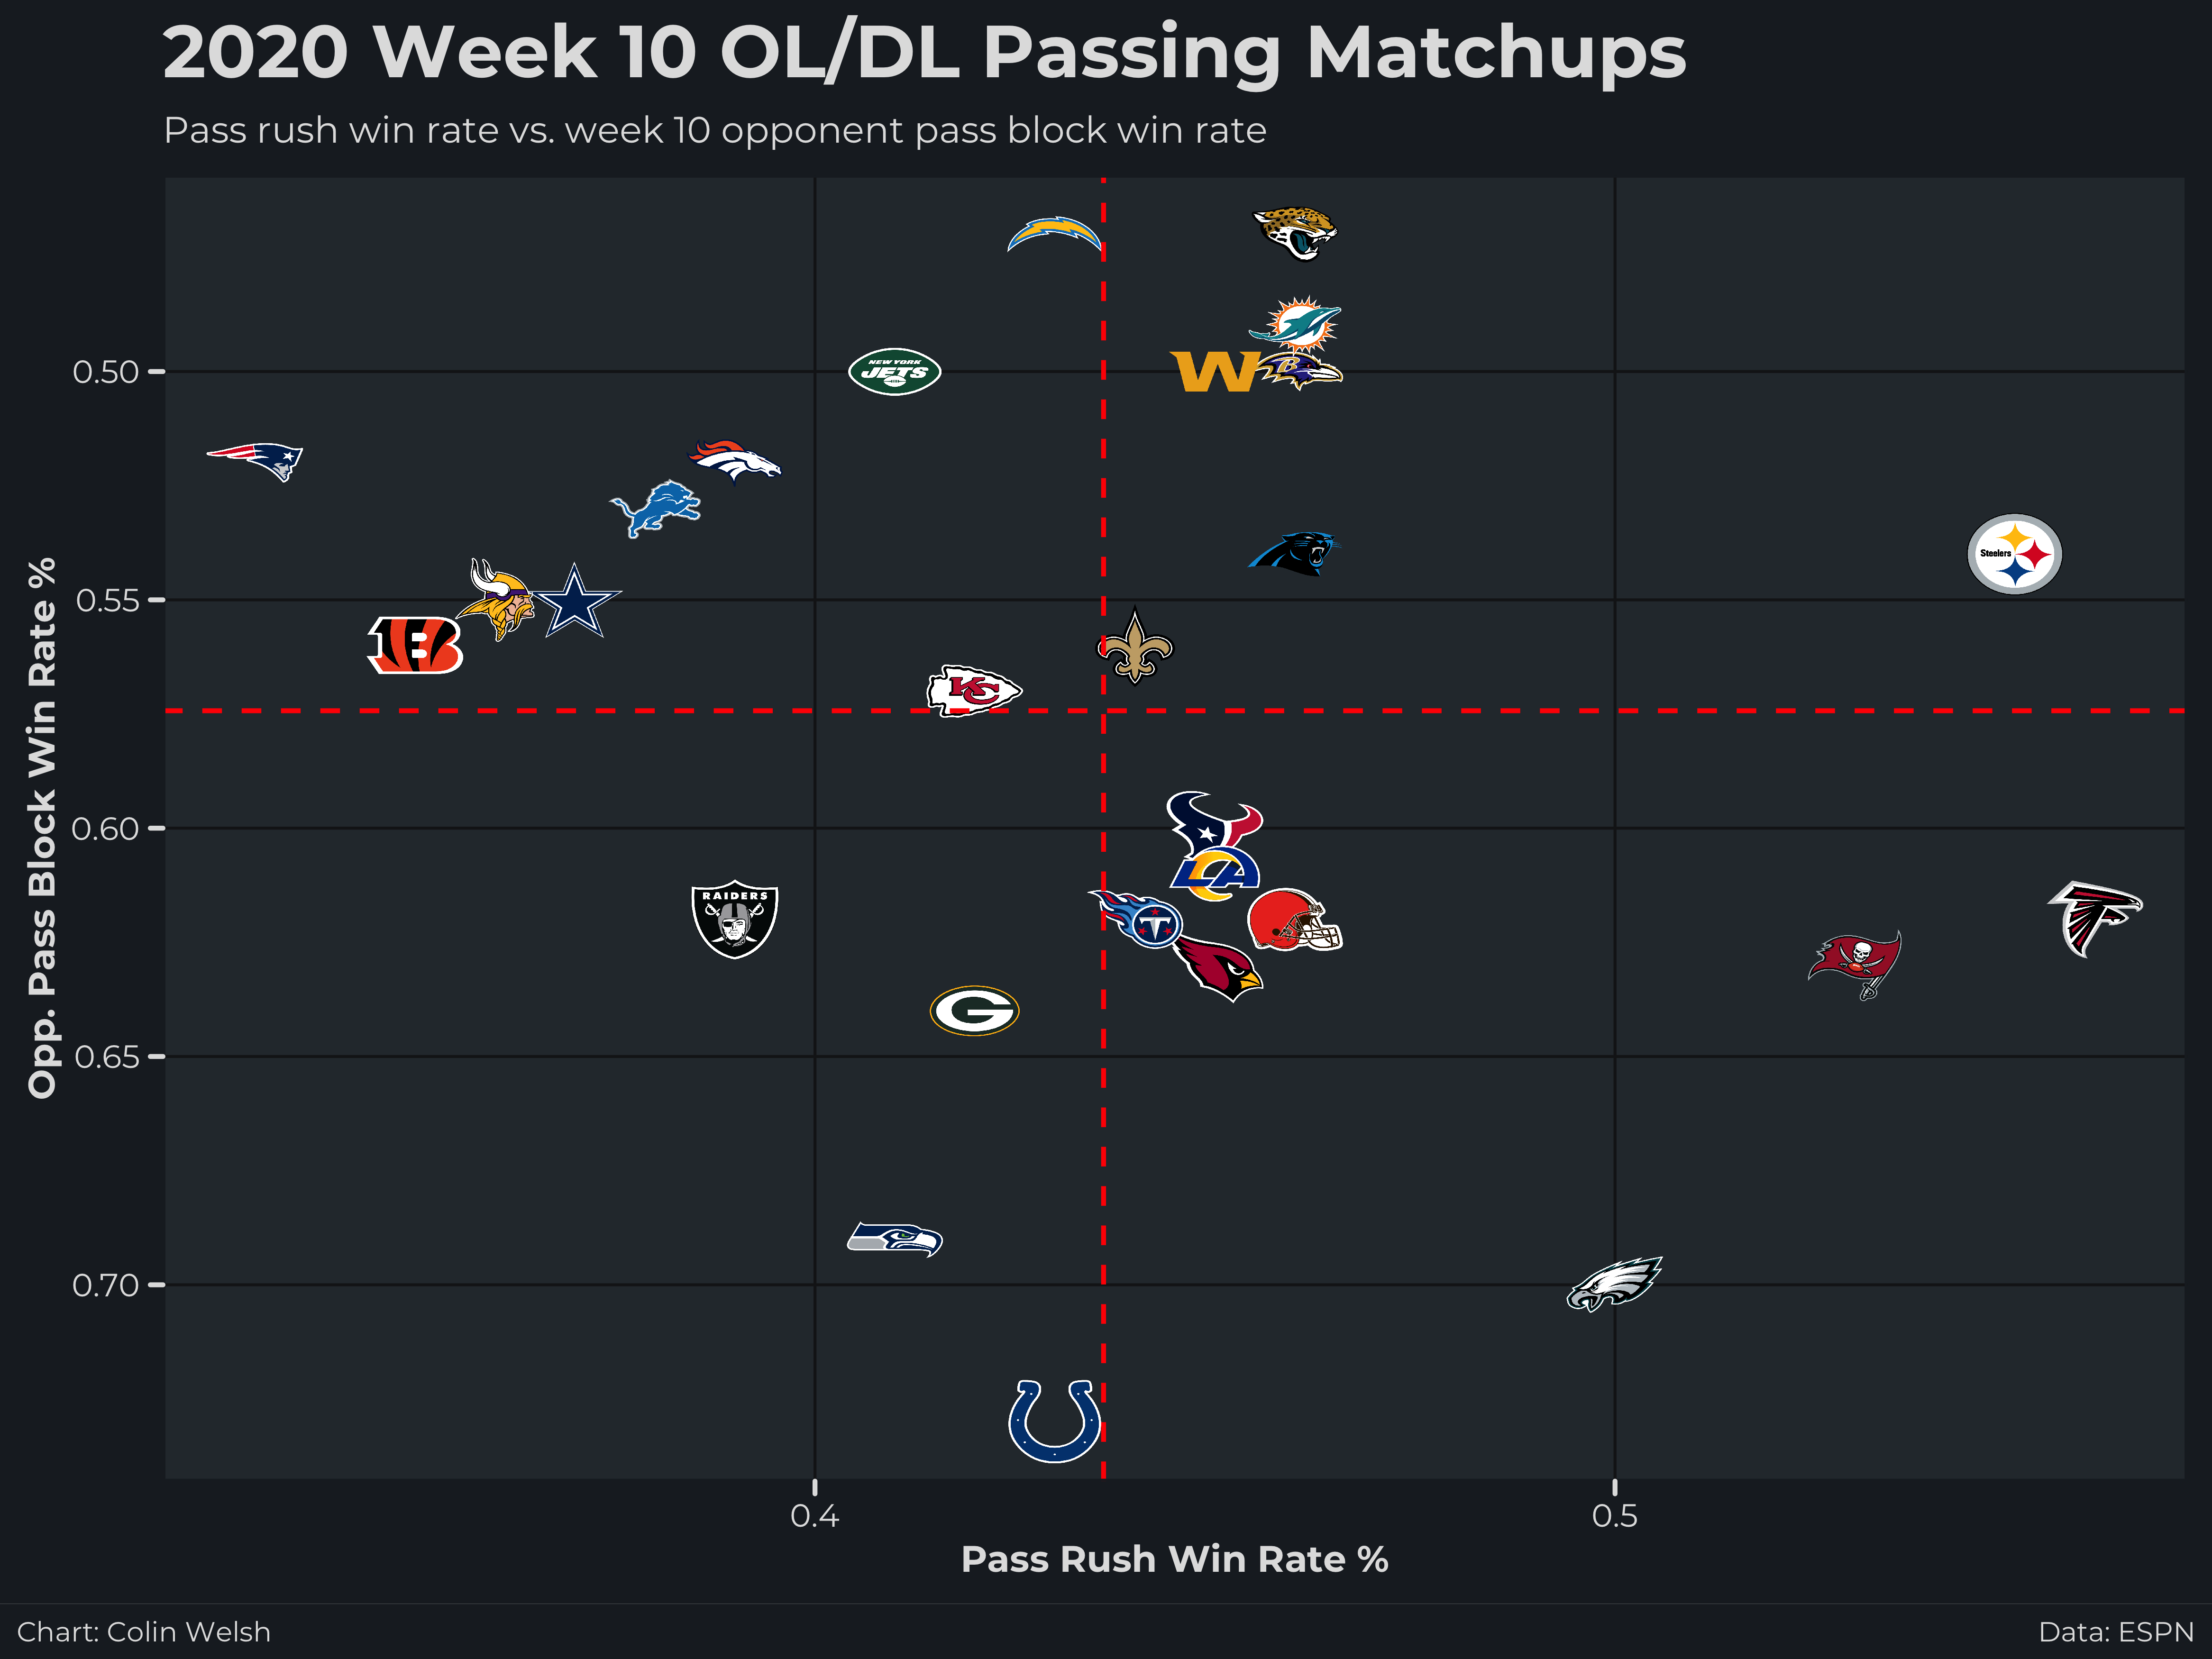 2020 Week 10 OL/DL Passing Matchups
Pass rush win rate vs. week 10 opponent pass block win rate
Opp. Pass Block Win Rate %
0.50
0.55
0.60
0.65
0.70
NEW YORK
JETS
W
B
Steelers
B
KC
LA
RAIDERS
T
G
0.4
0.5
Pass Rush Win Rate %
Chart: Colin Welsh
Data: ESPN